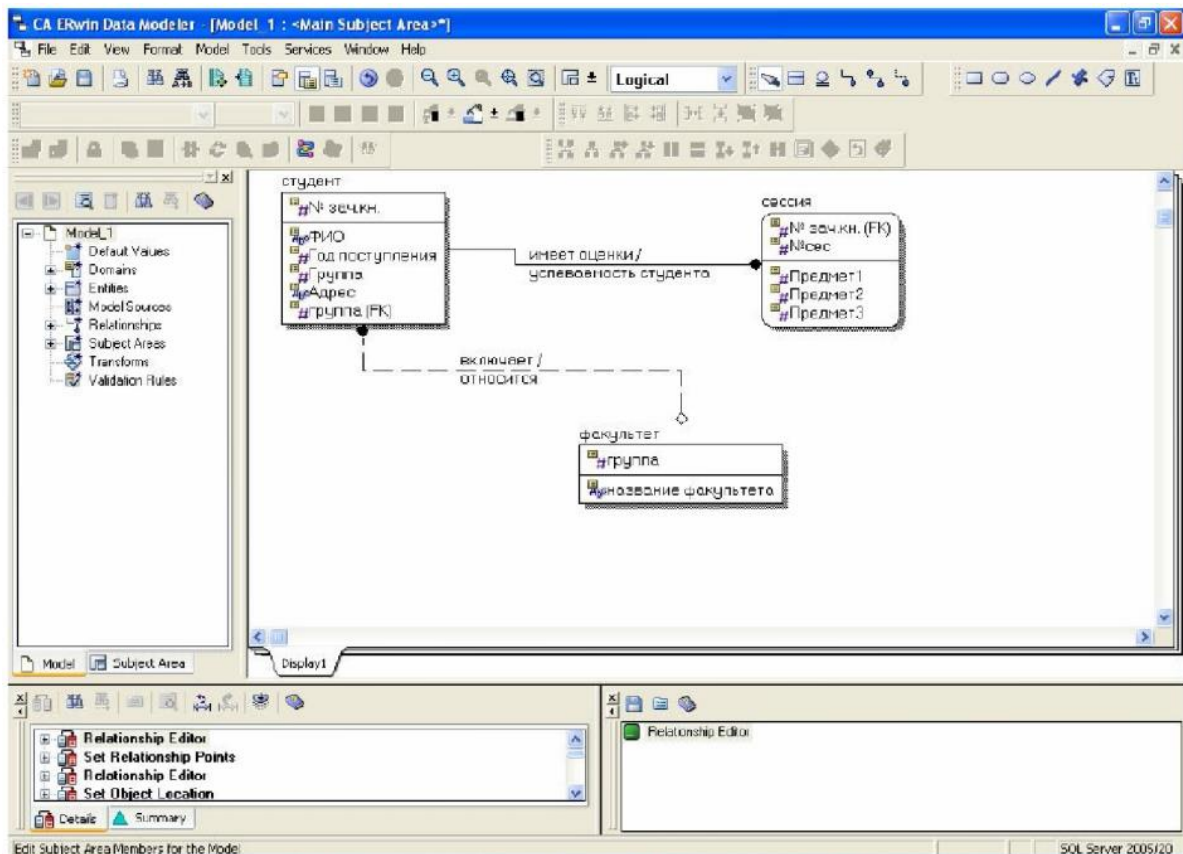 CA ERwin Data Modeler - [Model_1 : <Main Subject Area>*]
File Edit View Format Model Tools Services Window Help
Logical
Model_1
Default Values
Domains
Entities
Model Sources
Relationships
Subject Areas
Transforms
Validation Rules
студент
№ зач.кн.
ФИО
Год поступления
Группа
Адрес
группа (FK)
имеет оценки/
успеваемость студента
сессия
№ зач.кн. (FK)
№сес
Предмет1
Предмет2
Предмет3
включает/
относится
факультет
группа
название факультета
Model Subject Area
Display1
Relationship Editor
Set Relationship Points
Relationship Editor
Set Object Location
Details Summary
Relationship Editor
Edit Subject Area Members for the Model
SQL Server 2005/20